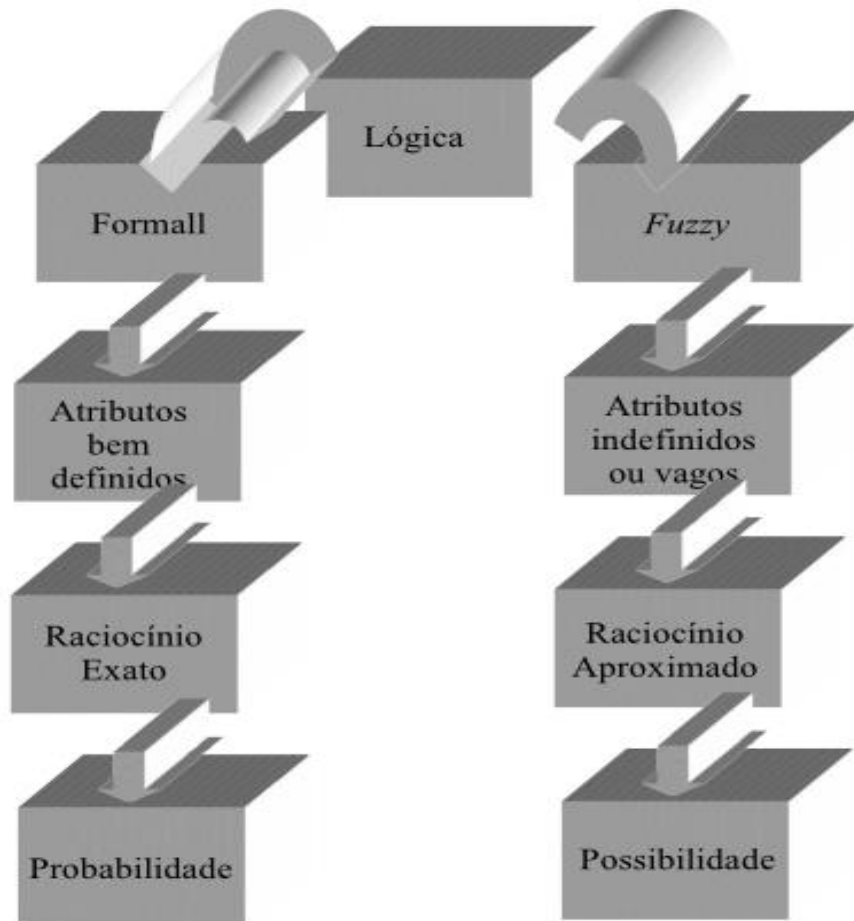 Lógica
Formall
Fuzzy
Atributos
bem
definidos
Atributos
indefinidos
ou vagos
Raciocínio
Exato
Raciocínio
Aproximado
Probabilidade
Possibilidade